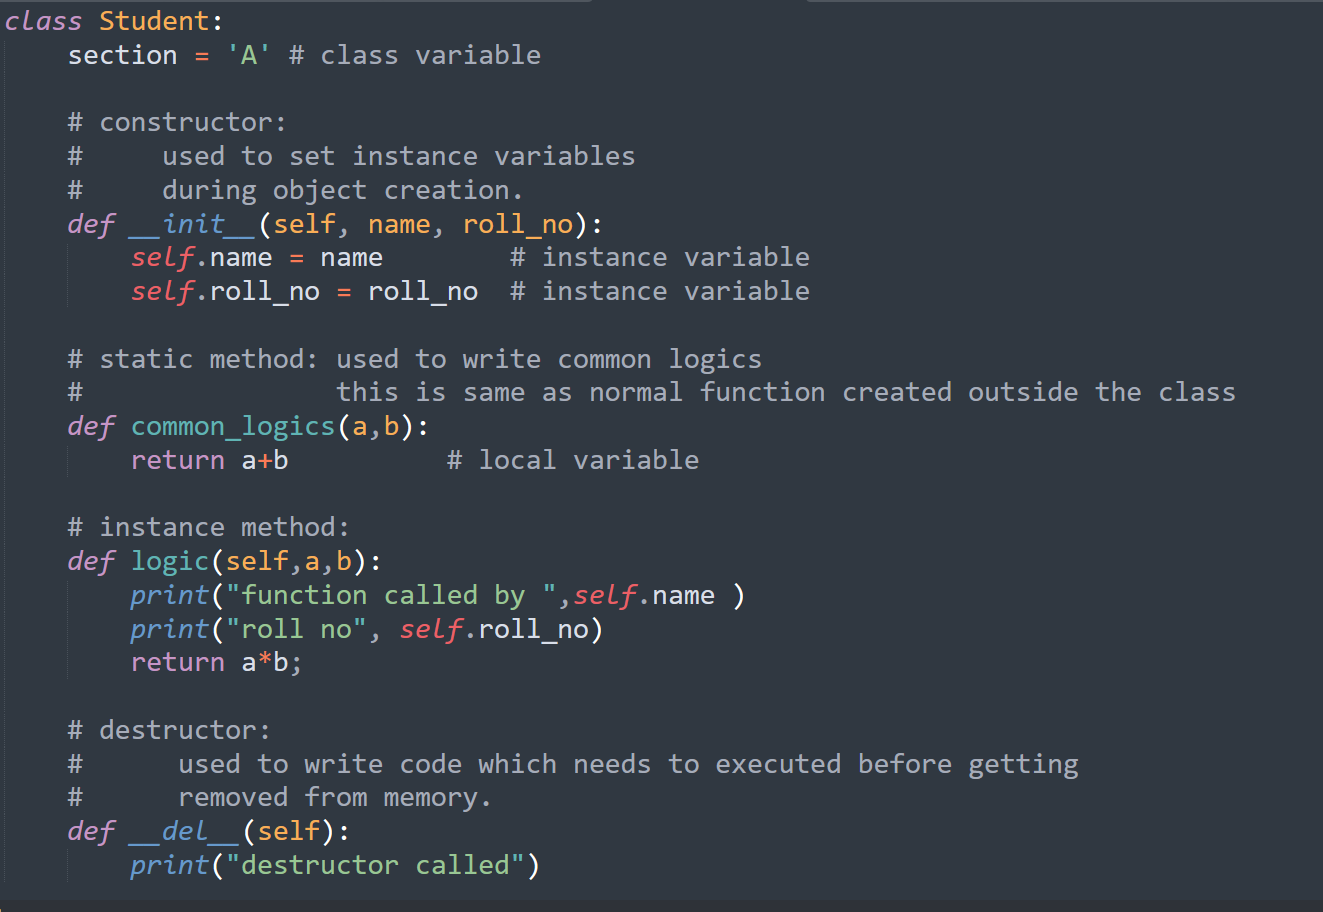 class Student:
    section = 'A' # class variable

    # constructor:
    #     used to set instance variables
    #     during object creation.
    def __init__(self, name, roll_no):
        self.name = name        # instance variable
        self.roll_no = roll_no  # instance variable

    # static method: used to write common logics
    #                this is same as normal function created outside the class
    def common_logics(a,b):
        return a+b          # local variable

    # instance method:
    def logic(self,a,b):
        print("function called by ",self.name )
        print("roll no", self.roll_no)
        return a*b;

    # destructor:
    #      used to write code which needs to executed before getting
    #      removed from memory.
    def __del__(self):
        print("destructor called")